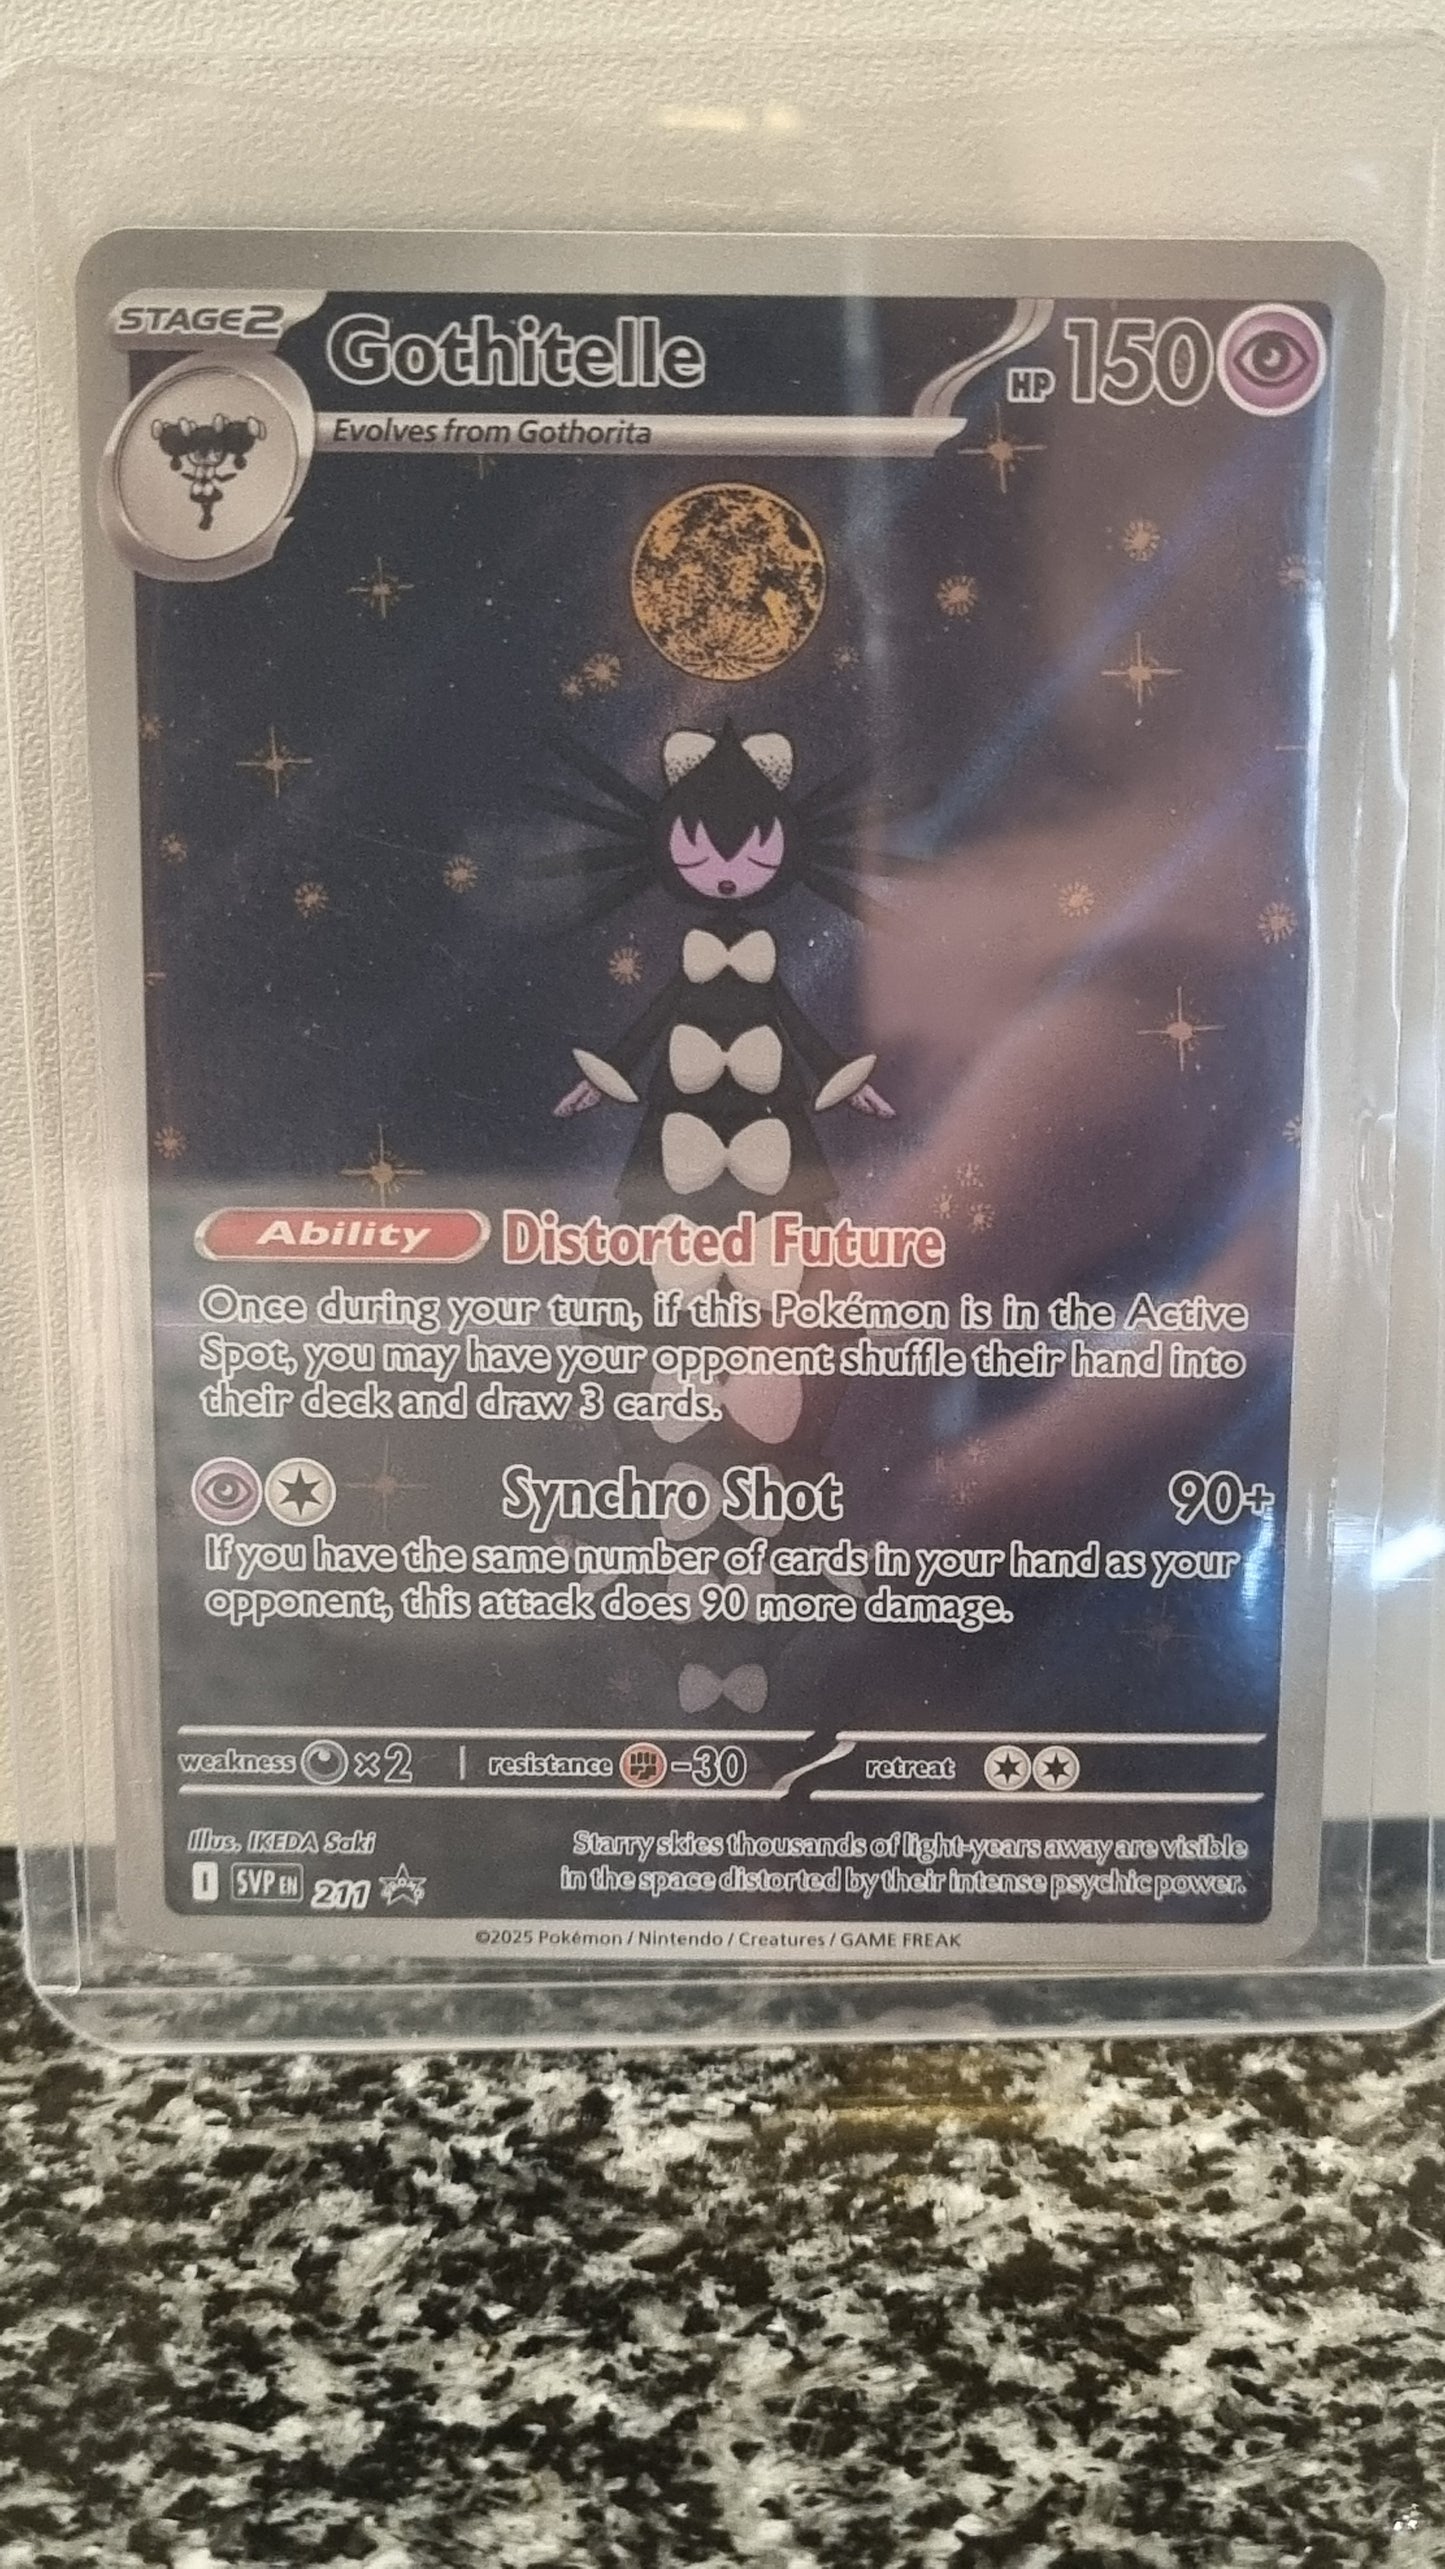 STAGE2
Gothitelle
HP 150
Evolves from Gothorita
Ability Distorted Future
Once during your turn, if this Pokémon is in the Active
Spot, you may have your opponent shuffle their hand into
their deck and draw 3 cards.
Synchro Shot 90+
If you have the same number of cards in your hand as your
opponent, this attack does 90 more damage.
weakness ×2 resistance -30 retreat
Illus. IKEDA Saki
Starry skies thousands of light-years away are visible
in the space distorted by their intense psychic power.
I SVP EN 211
©2025 Pokémon / Nintendo / Creatures / GAME FREAK